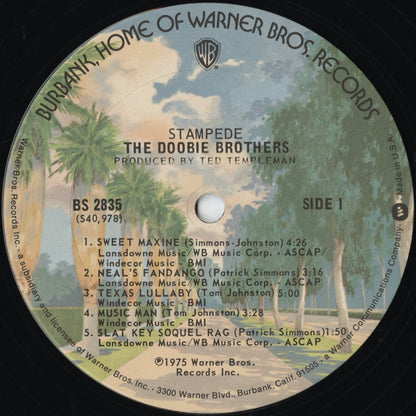 BURBANK, HOME OF WARNER BROS. RECORDS
WB
STAMPEDE
THE DOOBIE BROTHERS
PRODUCED BY TED TEMPLEMAN
BS 2835
(S40,978)
SIDE 1
1. SWEET MAXINE (Simmons-Johnston) 4:26
Lansdowne Music/WB Music Corp. - ASCAP/
Windecor Music - BMI
2. NEAL'S FANDANGO (Patrick Simmons) 3:16
Lansdowne Music/WB Music Corp. - ASCAP
3. TEXAS LULLABY (Tom Johnston) 5:00
Windecor Music - BMI
4. MUSIC MAN (Tom Johnston) 3:28
Windecor Music - BMI
5. SLAT KEY SOQUEL RAG (Patrick Simmons) 1:50
Lansdowne Music/WB Music Corp. - ASCAP
℗1975 Warner Bros.
Records Inc.
Warner Bros. Records Inc. - a subsidiary and licensee of Warner Bros. Inc. - 3300 Warner Blvd., Burbank, Calif. 91505 - a Warner Communications Company - Made in U.S.A.